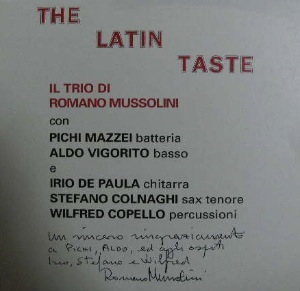 THE
LATIN
TASTE
IL TRIO DI
ROMANO MUSSOLINI
con
PICHI MAZZEI batteria
ALDO VIGORITO basso
e
IRIO DE PAULA chitarra
STEFANO COLNAGHI sax tenore
WILFRED COPELLO percussioni
Un sincero ringraziamento
a Pichi, Aldo, ed agli ospiti
Irio, Stefano e Wilfred
Romano Mussolini